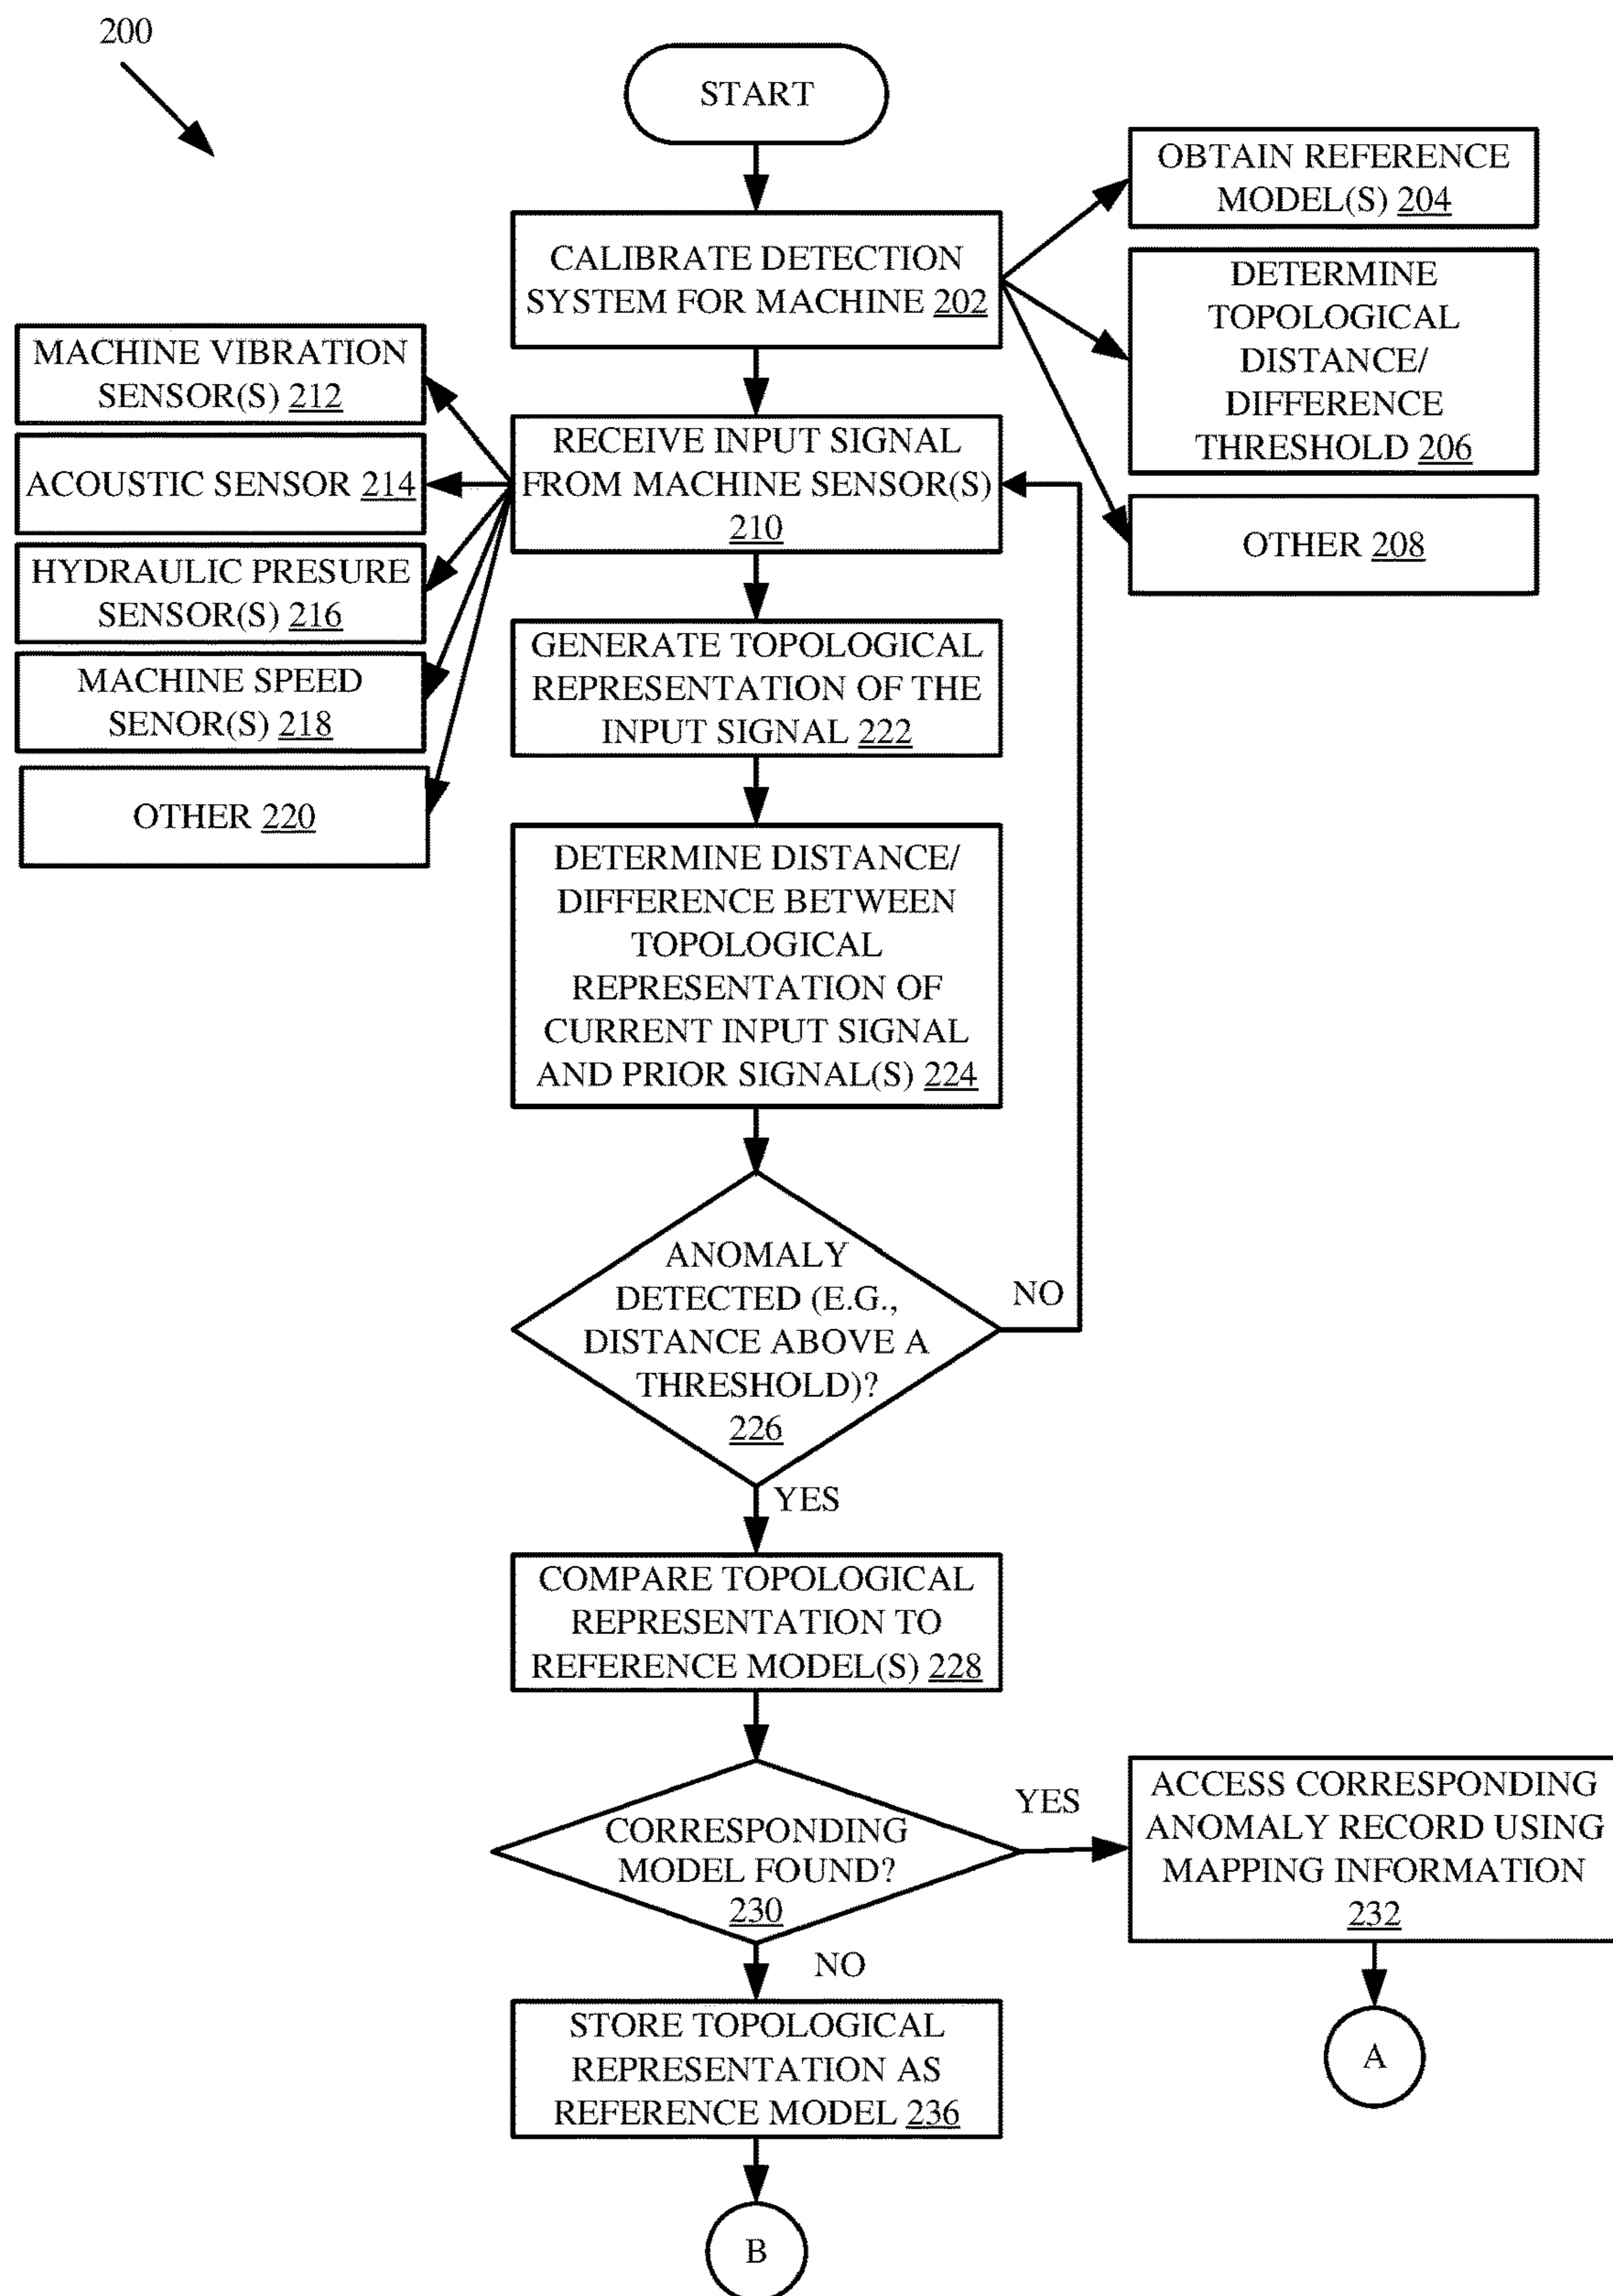 200
START
CALIBRATE DETECTION
SYSTEM FOR MACHINE 202
OBTAIN REFERENCE
MODEL(S) 204
DETERMINE
TOPOLOGICAL
DISTANCE/
DIFFERENCE
THRESHOLD 206
OTHER 208
RECEIVE INPUT SIGNAL
FROM MACHINE SENSOR(S)
210
MACHINE VIBRATION
SENSOR(S) 212
ACOUSTIC SENSOR 214
HYDRAULIC PRESURE
SENSOR(S) 216
MACHINE SPEED
SENOR(S) 218
OTHER 220
GENERATE TOPOLOGICAL
REPRESENTATION OF THE
INPUT SIGNAL 222
DETERMINE DISTANCE/
DIFFERENCE BETWEEN
TOPOLOGICAL
REPRESENTATION OF
CURRENT INPUT SIGNAL
AND PRIOR SIGNAL(S) 224
ANOMALY
DETECTED (E.G.,
DISTANCE ABOVE A
THRESHOLD)?
226
NO
YES
COMPARE TOPOLOGICAL
REPRESENTATION TO
REFERENCE MODEL(S) 228
CORRESPONDING
MODEL FOUND?
230
YES
ACCESS CORRESPONDING
ANOMALY RECORD USING
MAPPING INFORMATION
232
A
NO
STORE TOPOLOGICAL
REPRESENTATION AS
REFERENCE MODEL 236
B